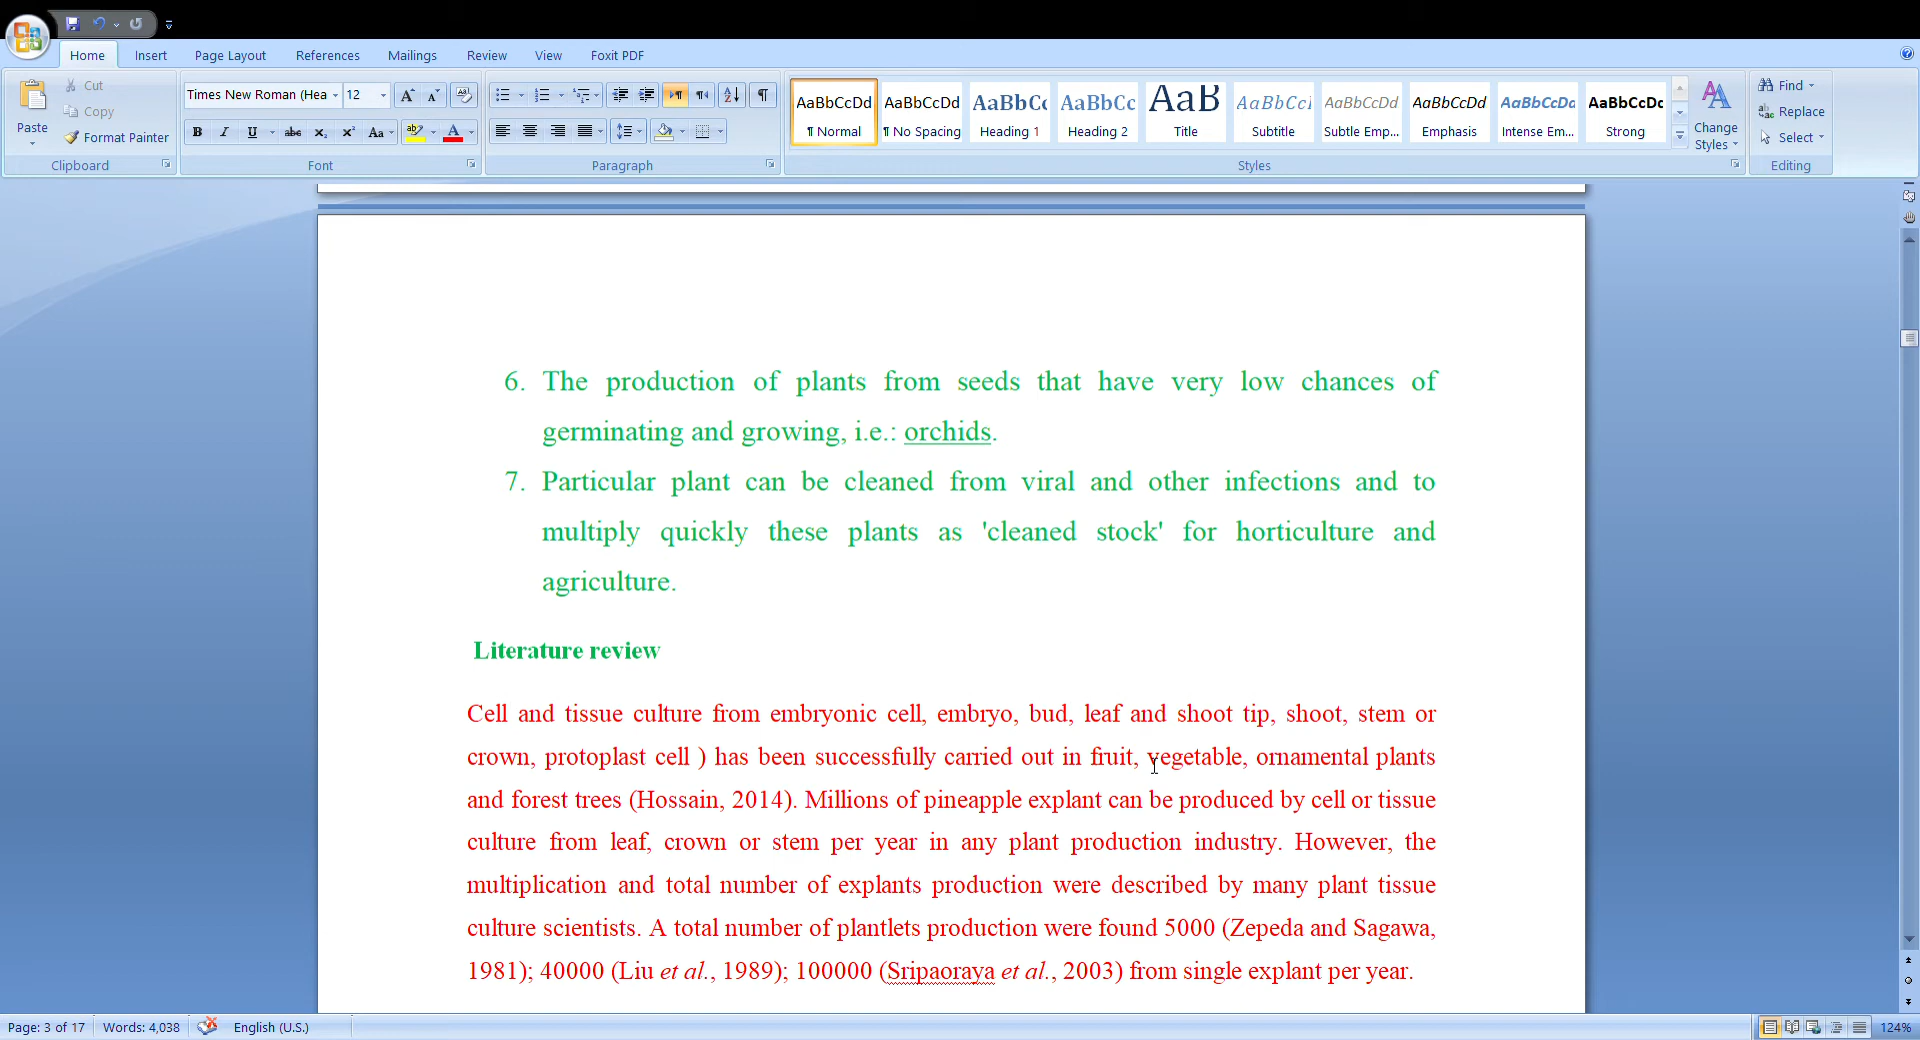 Home Insert Page Layout References Mailings Review View Foxit PDF
Paste
Cut
Copy
Format Painter
Clipboard
Times New Roman (Hea 12
Font
Paragraph
AaBbCcDd AaBbCcDd AaBbCc AaBbCc AaB AaBbCcI AaBbCcDd AaBbCcDd AaBbCcDc AaBbCcDc
¶ Normal ¶ No Spacing Heading 1 Heading 2 Title Subtitle Subtle Emp... Emphasis Intense Em... Strong
Styles
Change
Styles
Find
Replace
Select
Editing
6. The production of plants from seeds that have very low chances of
germinating and growing, i.e.: orchids.
7. Particular plant can be cleaned from viral and other infections and to
multiply quickly these plants as 'cleaned stock' for horticulture and
agriculture.
Literature review
Cell and tissue culture from embryonic cell, embryo, bud, leaf and shoot tip, shoot, stem or
crown, protoplast cell ) has been successfully carried out in fruit, vegetable, ornamental plants
and forest trees (Hossain, 2014). Millions of pineapple explant can be produced by cell or tissue
culture from leaf, crown or stem per year in any plant production industry. However, the
multiplication and total number of explants production were described by many plant tissue
culture scientists. A total number of plantlets production were found 5000 (Zepeda and Sagawa,
1981); 40000 (Liu et al., 1989); 100000 (Sripaoraya et al., 2003) from single explant per year.
Page: 3 of 17 Words: 4,038 English (U.S.) 124%